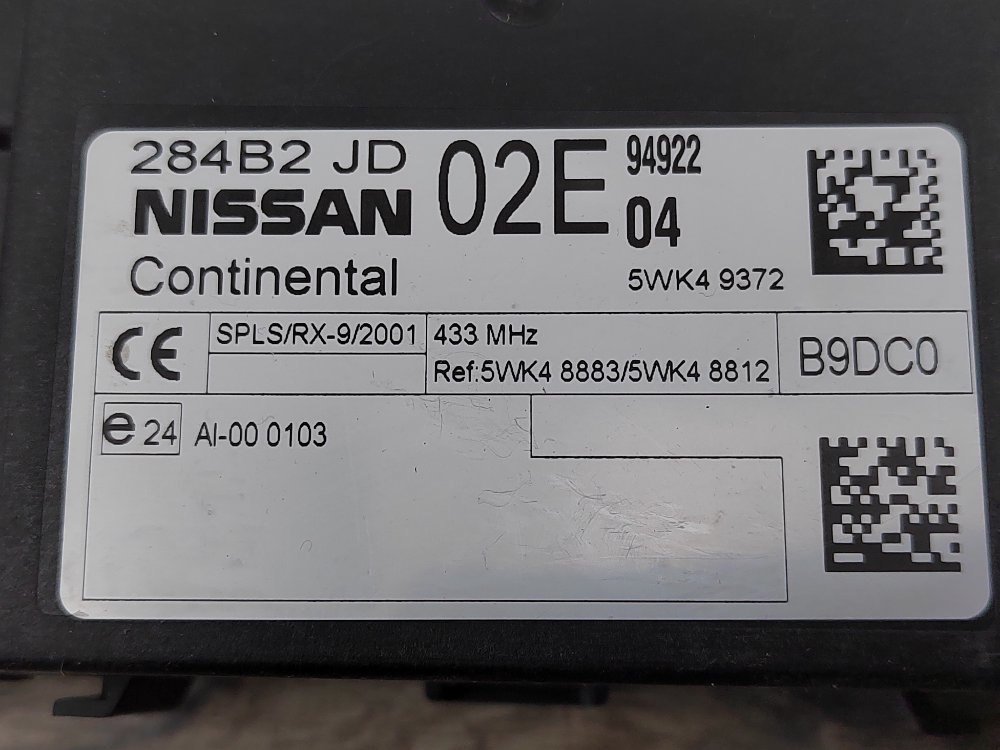 284B2 JD 02E 94922
NISSAN 04
Continental 5WK4 9372
CE SPLS/RX-9/2001 433 MHz
Ref:5WK4 8883/5WK4 8812 B9DC0
e24 AI-00 0103